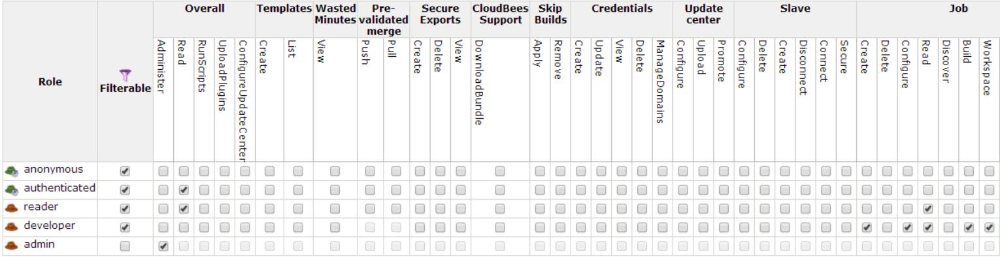 Overall Templates Wasted Minutes Pre-validated merge Secure Exports CloudBees Support Skip Builds Credentials Update center Slave Job
Role Filterable Administer Read RunScripts UploadPlugins ConfigureUpdateCenter Create List View Push Pull Create Delete View DownloadBundle Apply Remove Create Update View Delete ManageDomains Configure Upload Promote Configure Delete Create Disconnect Connect Secure Create Delete Configure Read Discover Build Workspace
anonymous
authenticated
reader
developer
admin